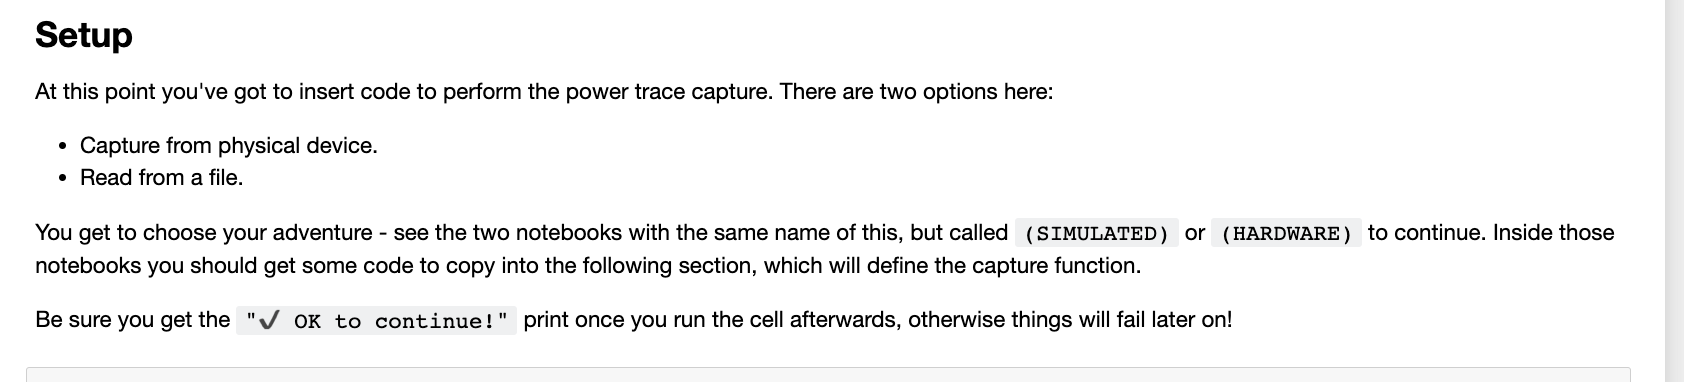 Setup
At this point you've got to insert code to perform the power trace capture. There are two options here:
• Capture from physical device.
• Read from a file.
You get to choose your adventure - see the two notebooks with the same name of this, but called (SIMULATED) or (HARDWARE) to continue. Inside those
notebooks you should get some code to copy into the following section, which will define the capture function.
Be sure you get the "✔️ OK to continue!" print once you run the cell afterwards, otherwise things will fail later on!